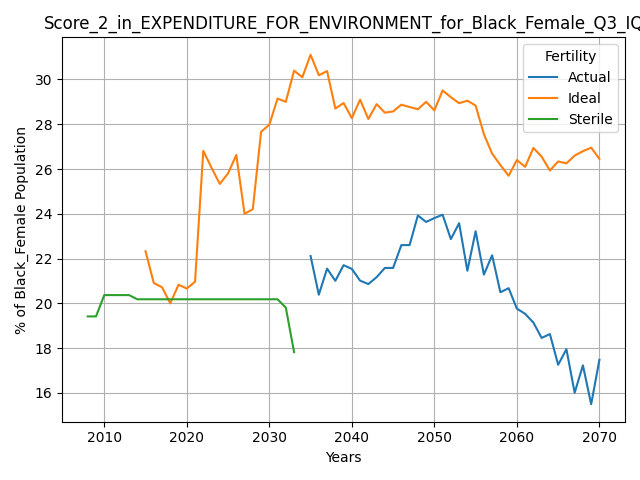 Score_2_in_EXPENDITURE_FOR_ENVIRONMENT_for_Black_Female_Q3_IQ
Fertility
Actual
Ideal
Sterile
% of Black_Female Population
30
28
26
24
22
20
18
16
2010 2020 2030 2040 2050 2060 2070
Years